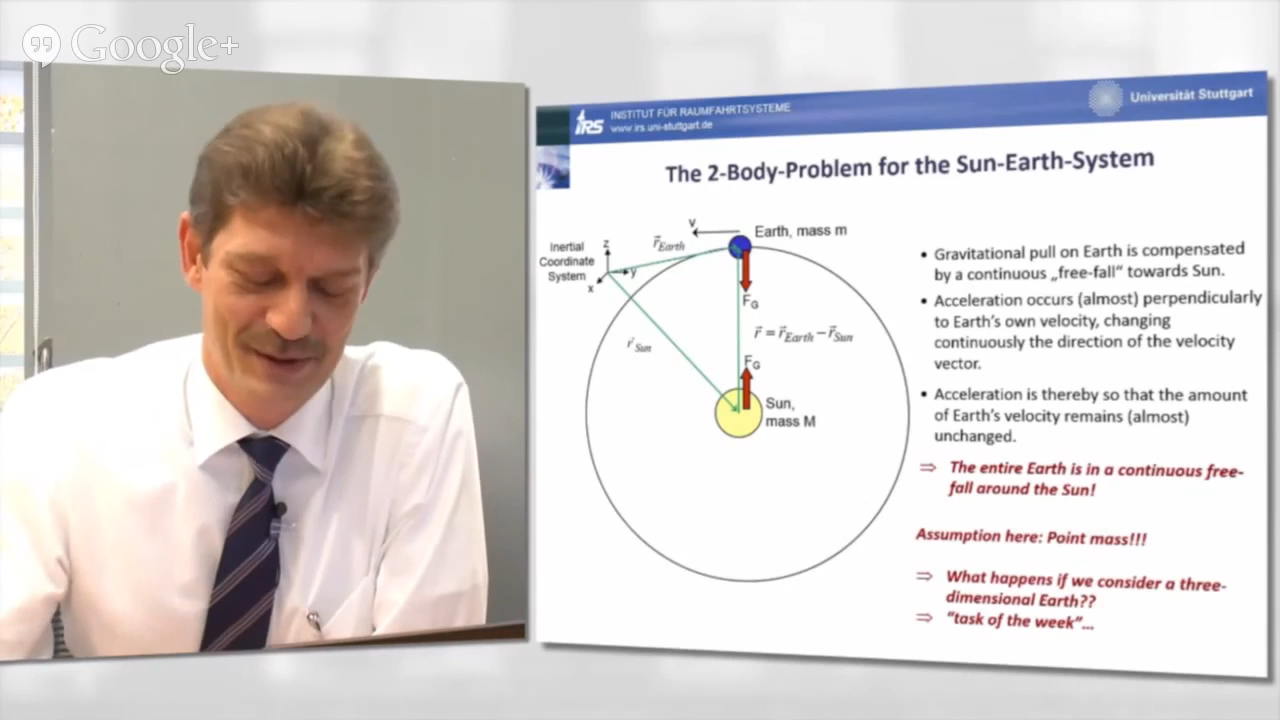 Google+
INSTITUT FÜR RAUMFAHRTSYSTEME
IRS
www.irs.uni-stuttgart.de
Universität Stuttgart
The 2-Body-Problem for the Sun-Earth-System
Inertial
Coordinate
System
z
y
x
v
r⃗Earth
Earth, mass m
FG
r⃗ = r⃗Earth − r⃗Sun
r⃗Sun
FG
Sun,
mass M
• Gravitational pull on Earth is compensated
by a continuous „free-fall“ towards Sun.
• Acceleration occurs (almost) perpendicularly
to Earth's own velocity, changing
continuously the direction of the velocity
vector.
• Acceleration is thereby so that the amount
of Earth's velocity remains (almost)
unchanged.
⇒ The entire Earth is in a continuous free-
fall around the Sun!
Assumption here: Point mass!!!
⇒ What happens if we consider a three-
dimensional Earth??
⇒ "task of the week"...